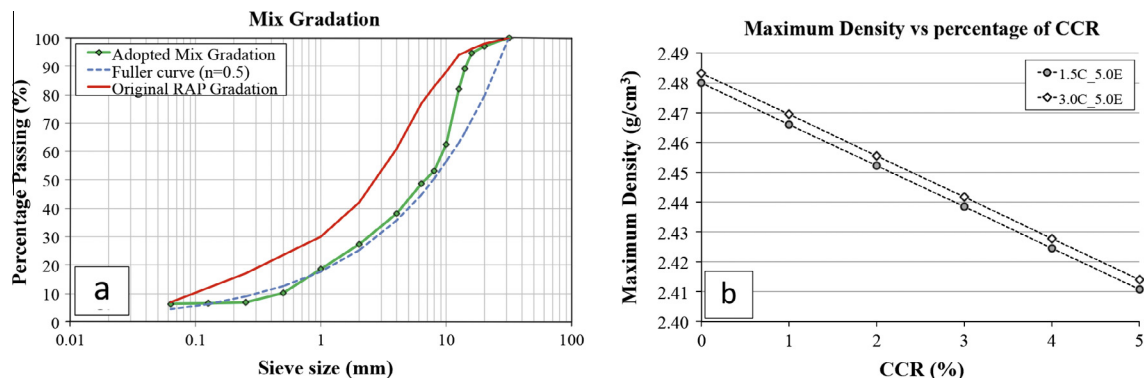 Mix Gradation
Percentage Passing (%)
100
90
80
70
60
50
40
30
20
10
0
Adopted Mix Gradation
Fuller curve (n=0.5)
Original RAP Gradation
a
0.01
0.1
1
10
100
Sieve size (mm)
Maximum Density vs percentage of CCR
Maximum Density (g/cm³)
2.49
2.48
2.47
2.46
2.45
2.44
2.43
2.42
2.41
2.40
1.5C_5.0E
3.0C_5.0E
b
0
1
2
3
4
5
CCR (%)